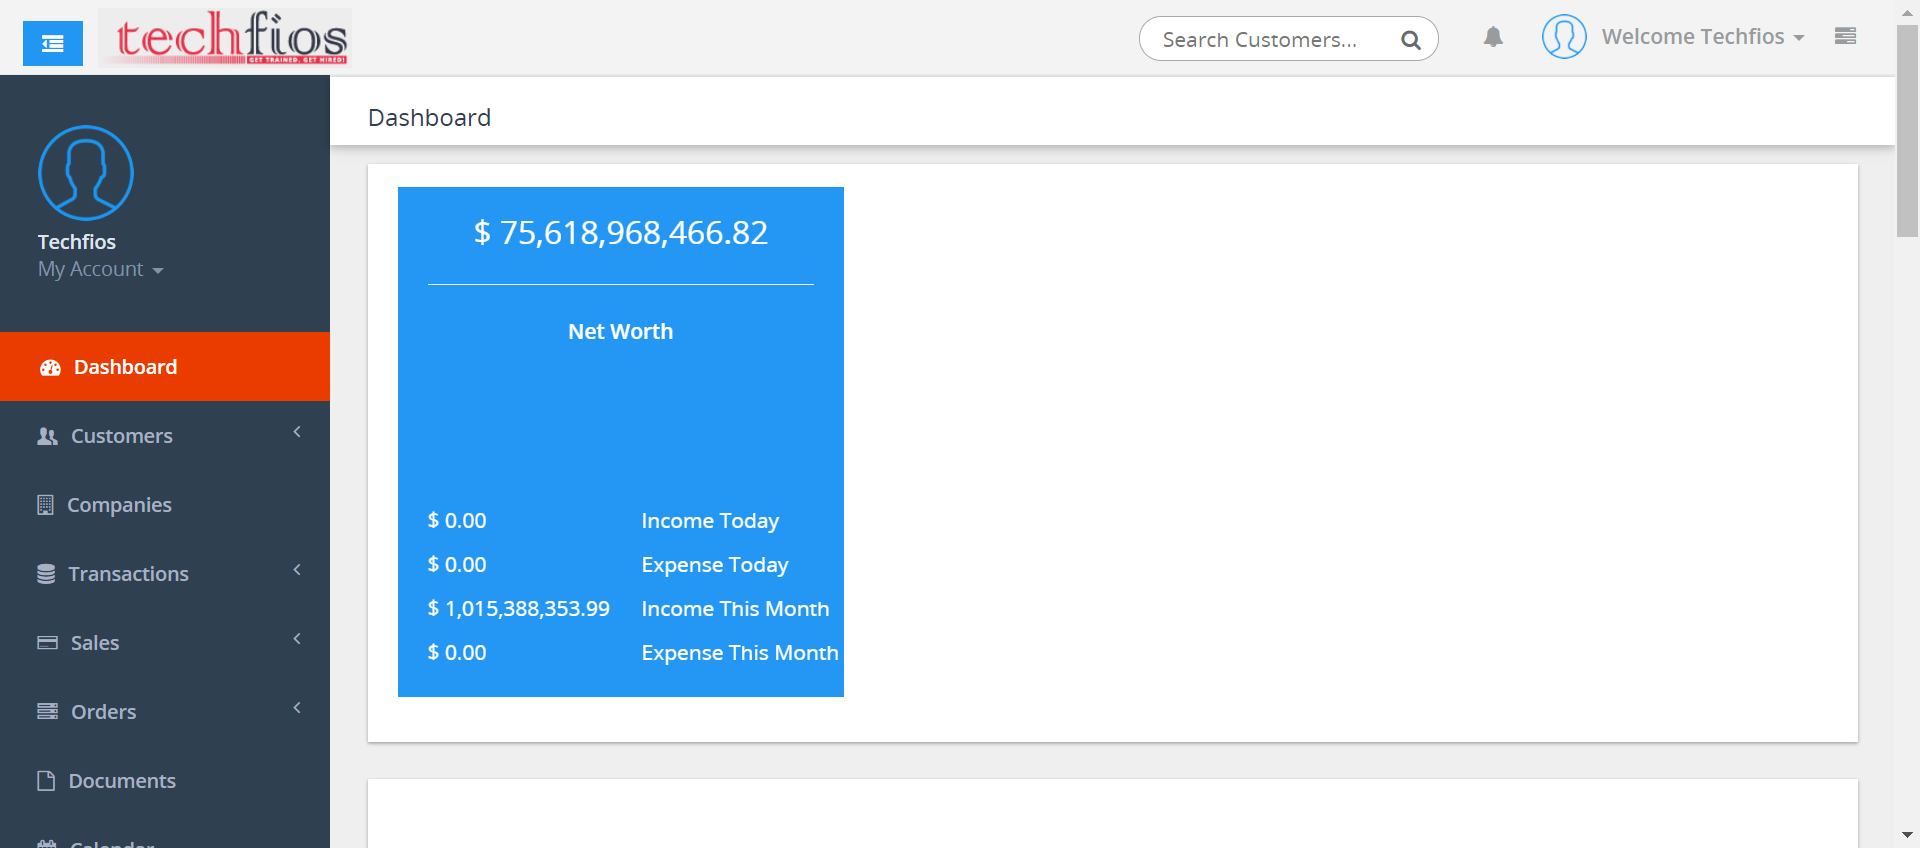 techfios
GET TRAINED. GET HIRED!
Search Customers...
Welcome Techfios
Techfios
My Account
Dashboard
Customers
Companies
Transactions
Sales
Orders
Documents
Calendar
Dashboard
$ 75,618,968,466.82
Net Worth
$ 0.00 Income Today
$ 0.00 Expense Today
$ 1,015,388,353.99 Income This Month
$ 0.00 Expense This Month